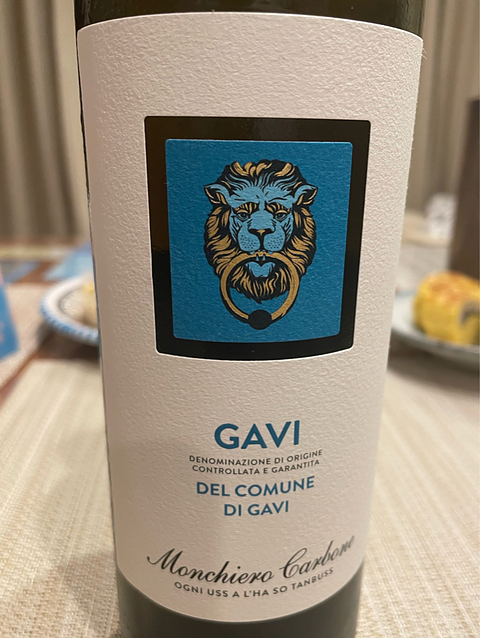 GAVI
DENOMINAZIONE DI ORIGINE
CONTROLLATA E GARANTITA
DEL COMUNE
DI GAVI
Monchiero Carbone
OGNI USS A L'HA SO TANBUSS